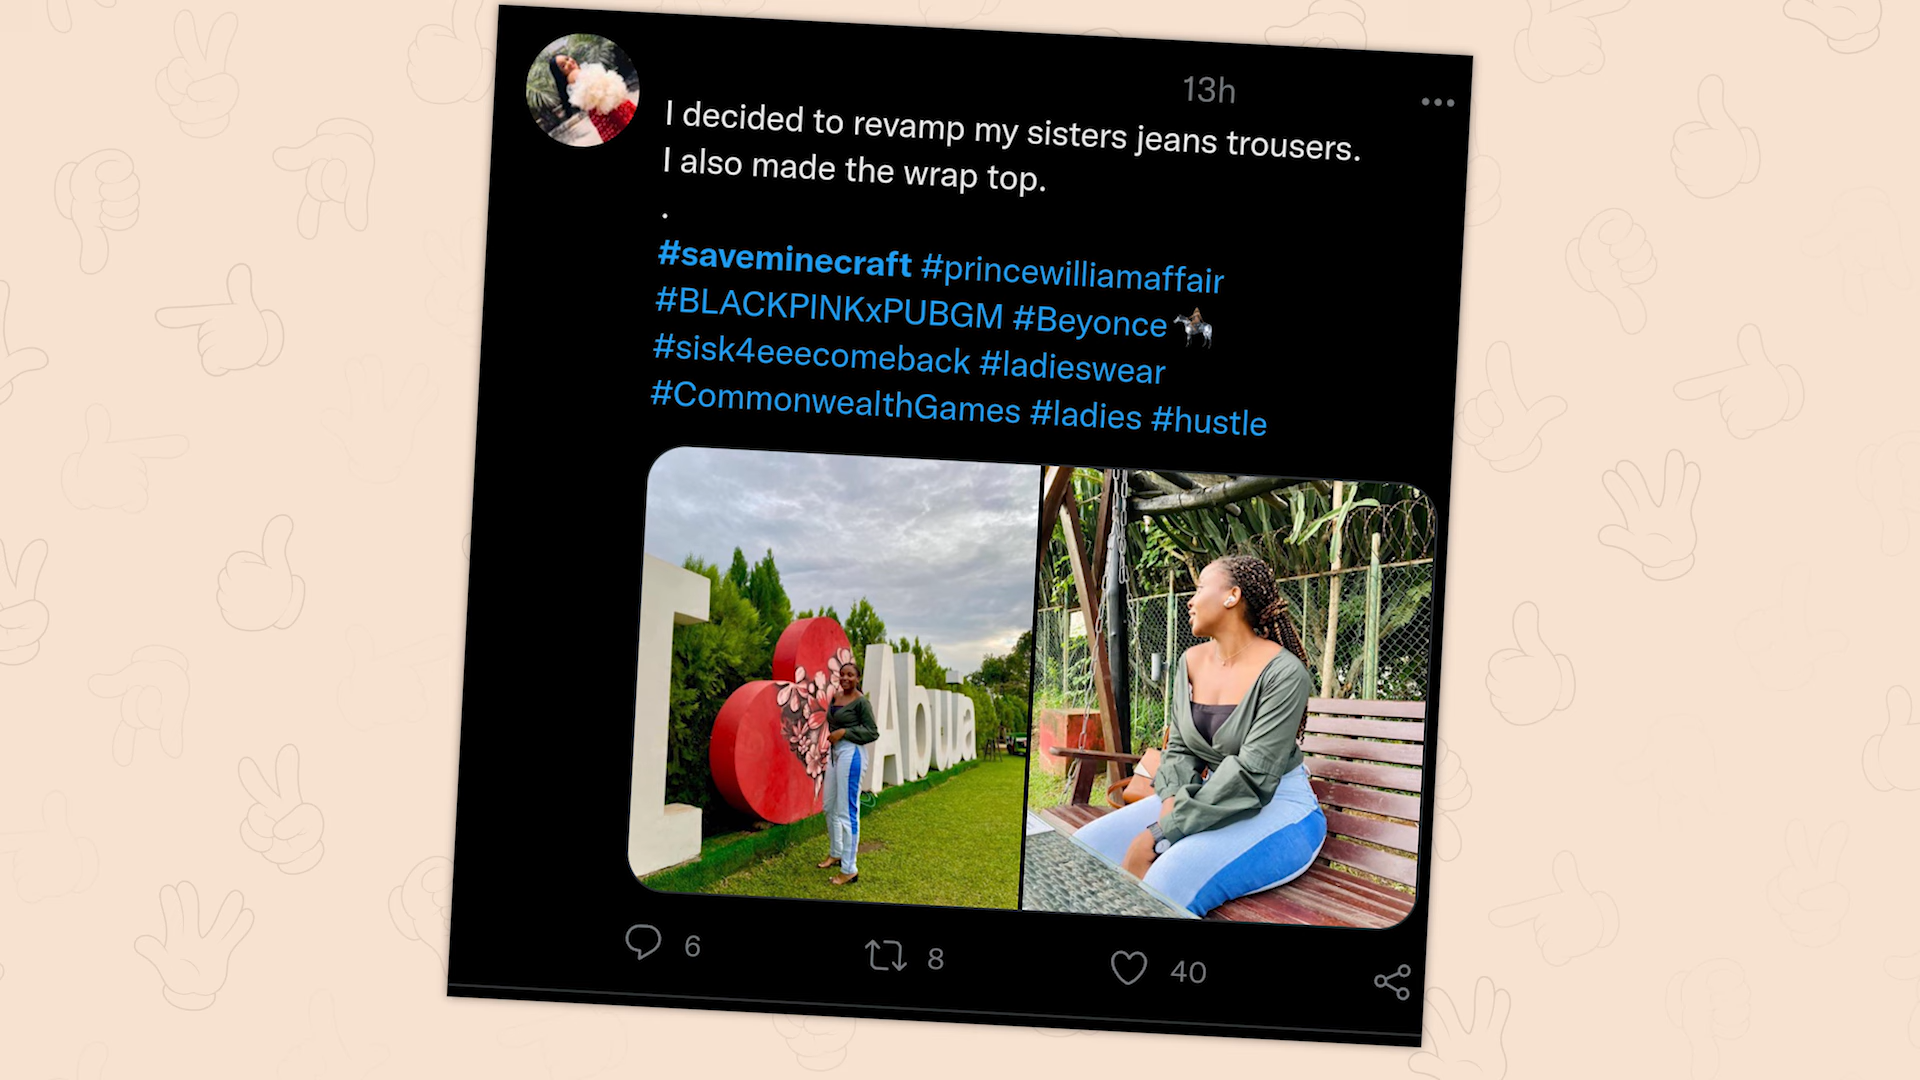 13h
I decided to revamp my sisters jeans trousers.
I also made the wrap top.
.
#saveminecraft #princewilliamaffair
#BLACKPINKxPUBGM #Beyonce
#sisk4eeecomeback #ladieswear
#CommonwealthGames #ladies #hustle
I Abuja
6 8 40